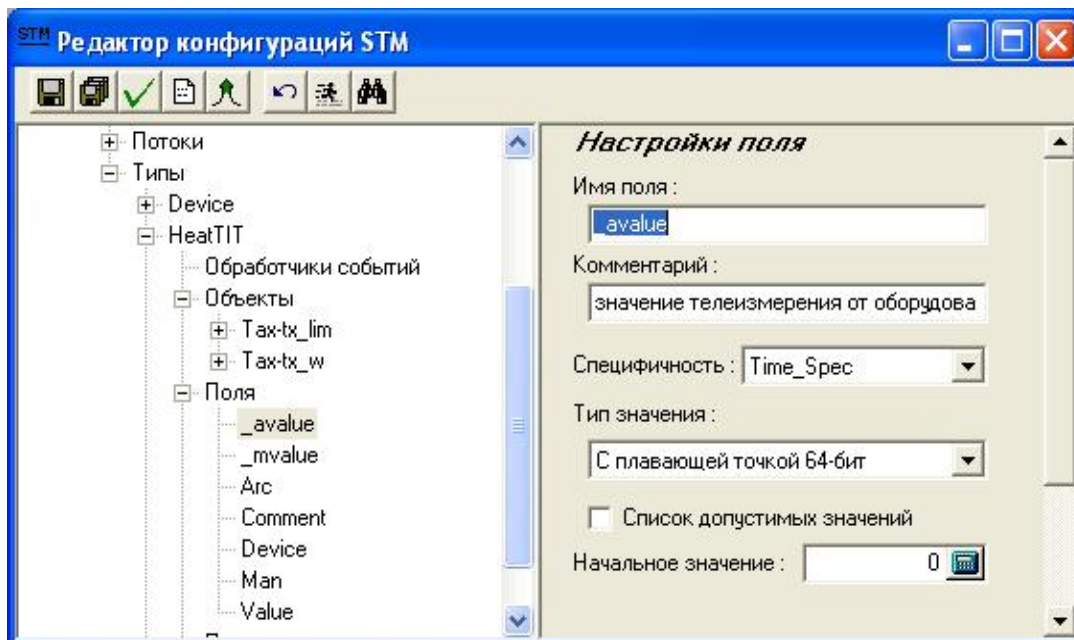 STM Редактор конфигураций STM
Потоки
Типы
Device
HeatTIT
Обработчики событий
Объекты
Tax-tx_lim
Tax-tx_w
Поля
_avalue
_mvalue
Arc
Comment
Device
Man
Value
Настройки поля
Имя поля :
_avalue
Комментарий :
значение телеизмерения от оборудова
Специфичность : Time_Spec
Тип значения :
С плавающей точкой 64-бит
Список допустимых значений
Начальное значение : 0